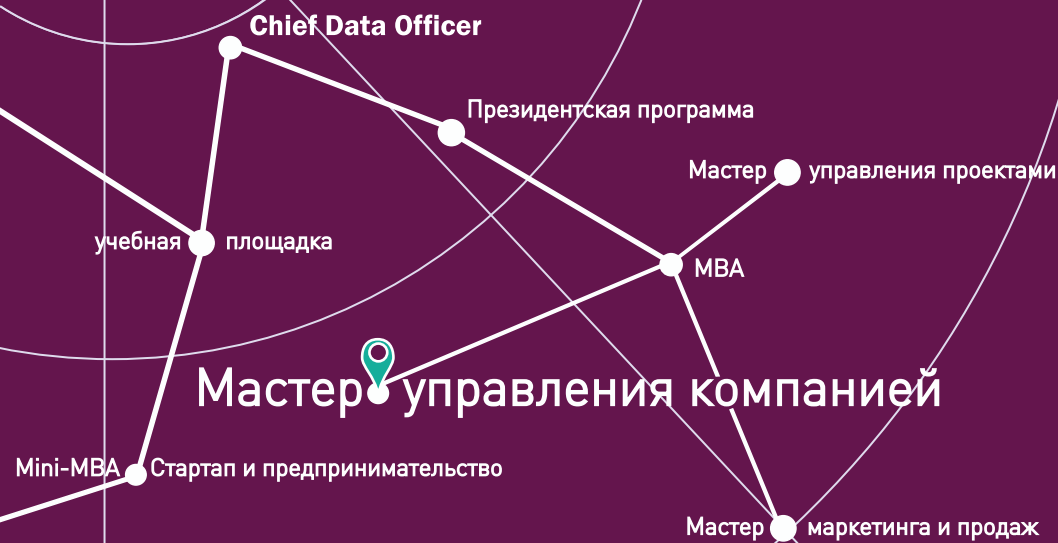 Chief Data Officer
Президентская программа
Мастер управления проектами
учебная площадка
MBA
Мастер управления компанией
Mini-MBA Стартап и предпринимательство
Мастер маркетинга и продаж